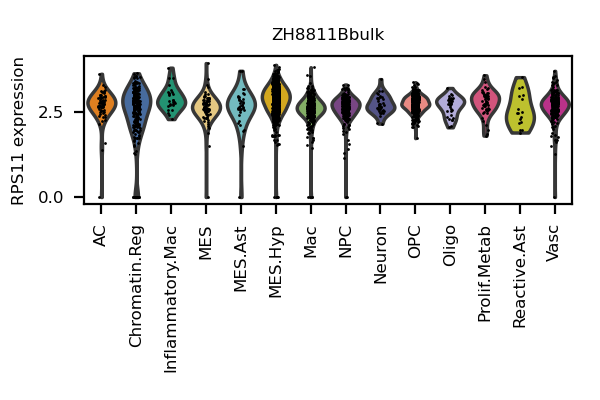 ZH8811Bbulk
RPS11 expression
2.5
0.0
AC
Chromatin.Reg
Inflammatory.Mac
MES
MES.Ast
MES.Hyp
Mac
NPC
Neuron
OPC
Oligo
Prolif.Metab
Reactive.Ast
Vasc